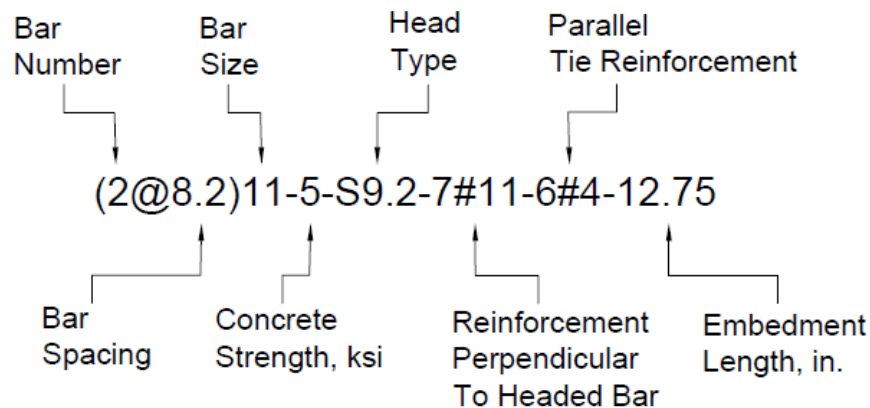 Bar
Number
Bar
Size
Head
Type
Parallel
Tie Reinforcement
(2@8.2)11-5-S9.2-7#11-6#4-12.75
Bar
Spacing
Concrete
Strength, ksi
Reinforcement
Perpendicular
To Headed Bar
Embedment
Length, in.